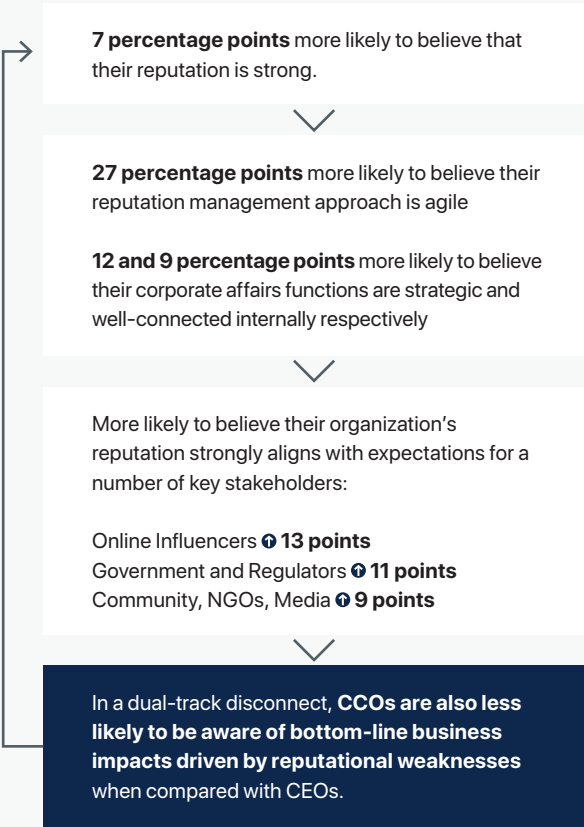 7 percentage points more likely to believe that
their reputation is strong.
27 percentage points more likely to believe their
reputation management approach is agile
12 and 9 percentage points more likely to believe
their corporate affairs functions are strategic and
well-connected internally respectively
More likely to believe their organization’s
reputation strongly aligns with expectations for a
number of key stakeholders:
Online Influencers 13 points
Government and Regulators 11 points
Community, NGOs, Media 9 points
In a dual-track disconnect, CCOs are also less
likely to be aware of bottom-line business
impacts driven by reputational weaknesses
when compared with CEOs.